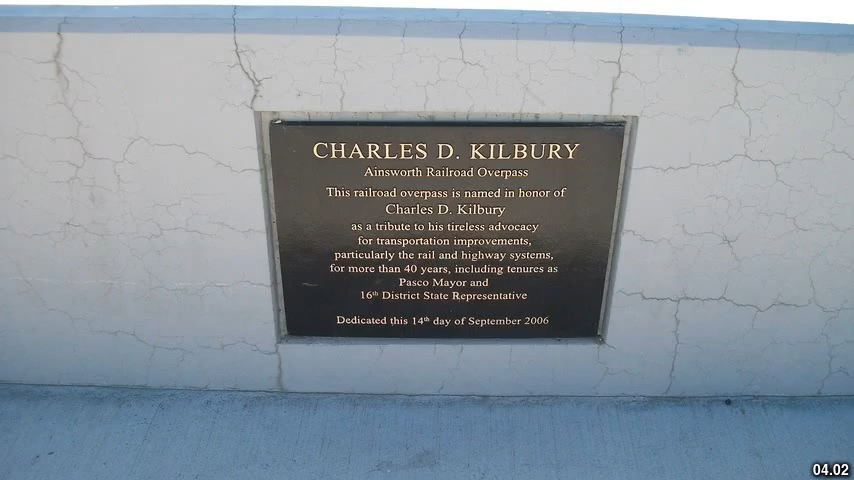 CHARLES D. KILBURY
Ainsworth Railroad Overpass
This railroad overpass is named in honor of
Charles D. Kilbury
as a tribute to his tireless advocacy
for transportation improvements,
particularly the rail and highway systems,
for more than 40 years, including tenures as
Pasco Mayor and
16th District State Representative
Dedicated this 14th day of September 2006
04.02